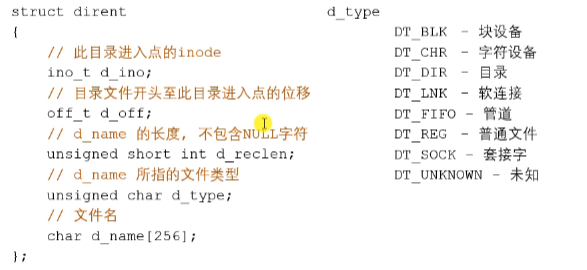 struct dirent
{
// 此目录进入点的inode
ino_t d_ino;
// 目录文件开头至此目录进入点的位移
off_t d_off;
// d_name 的长度, 不包含NULL字符
unsigned short int d_reclen;
// d_name 所指的文件类型
unsigned char d_type;
// 文件名
char d_name[256];
};
d_type
DT_BLK - 块设备
DT_CHR - 字符设备
DT_DIR - 目录
DT_LNK - 软连接
DT_FIFO - 管道
DT_REG - 普通文件
DT_SOCK - 套接字
DT_UNKNOWN - 未知